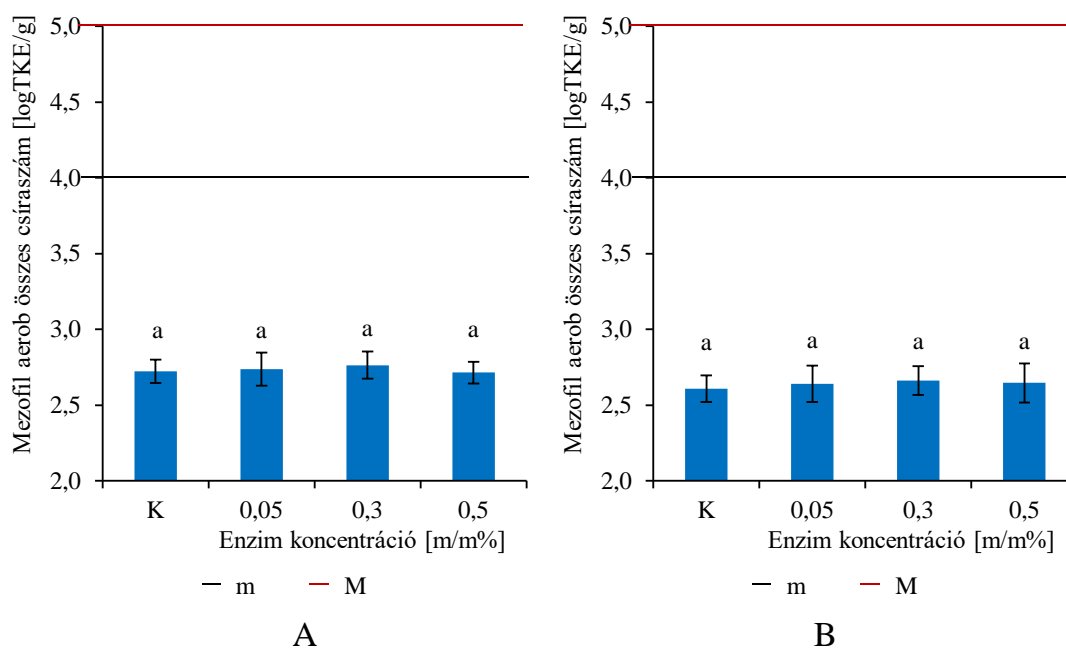 Mezofil aerob összes csíraszám [logTKE/g]
5,0
4,5
4,0
3,5
3,0
2,5
2,0
a a a a
K 0,05 0,3 0,5
Enzim koncentráció [m/m%]
m M
A
Mezofil aerob összes csíraszám [logTKE/g]
5,0
4,5
4,0
3,5
3,0
2,5
2,0
a a a a
K 0,05 0,3 0,5
Enzim koncentráció [m/m%]
m M
B